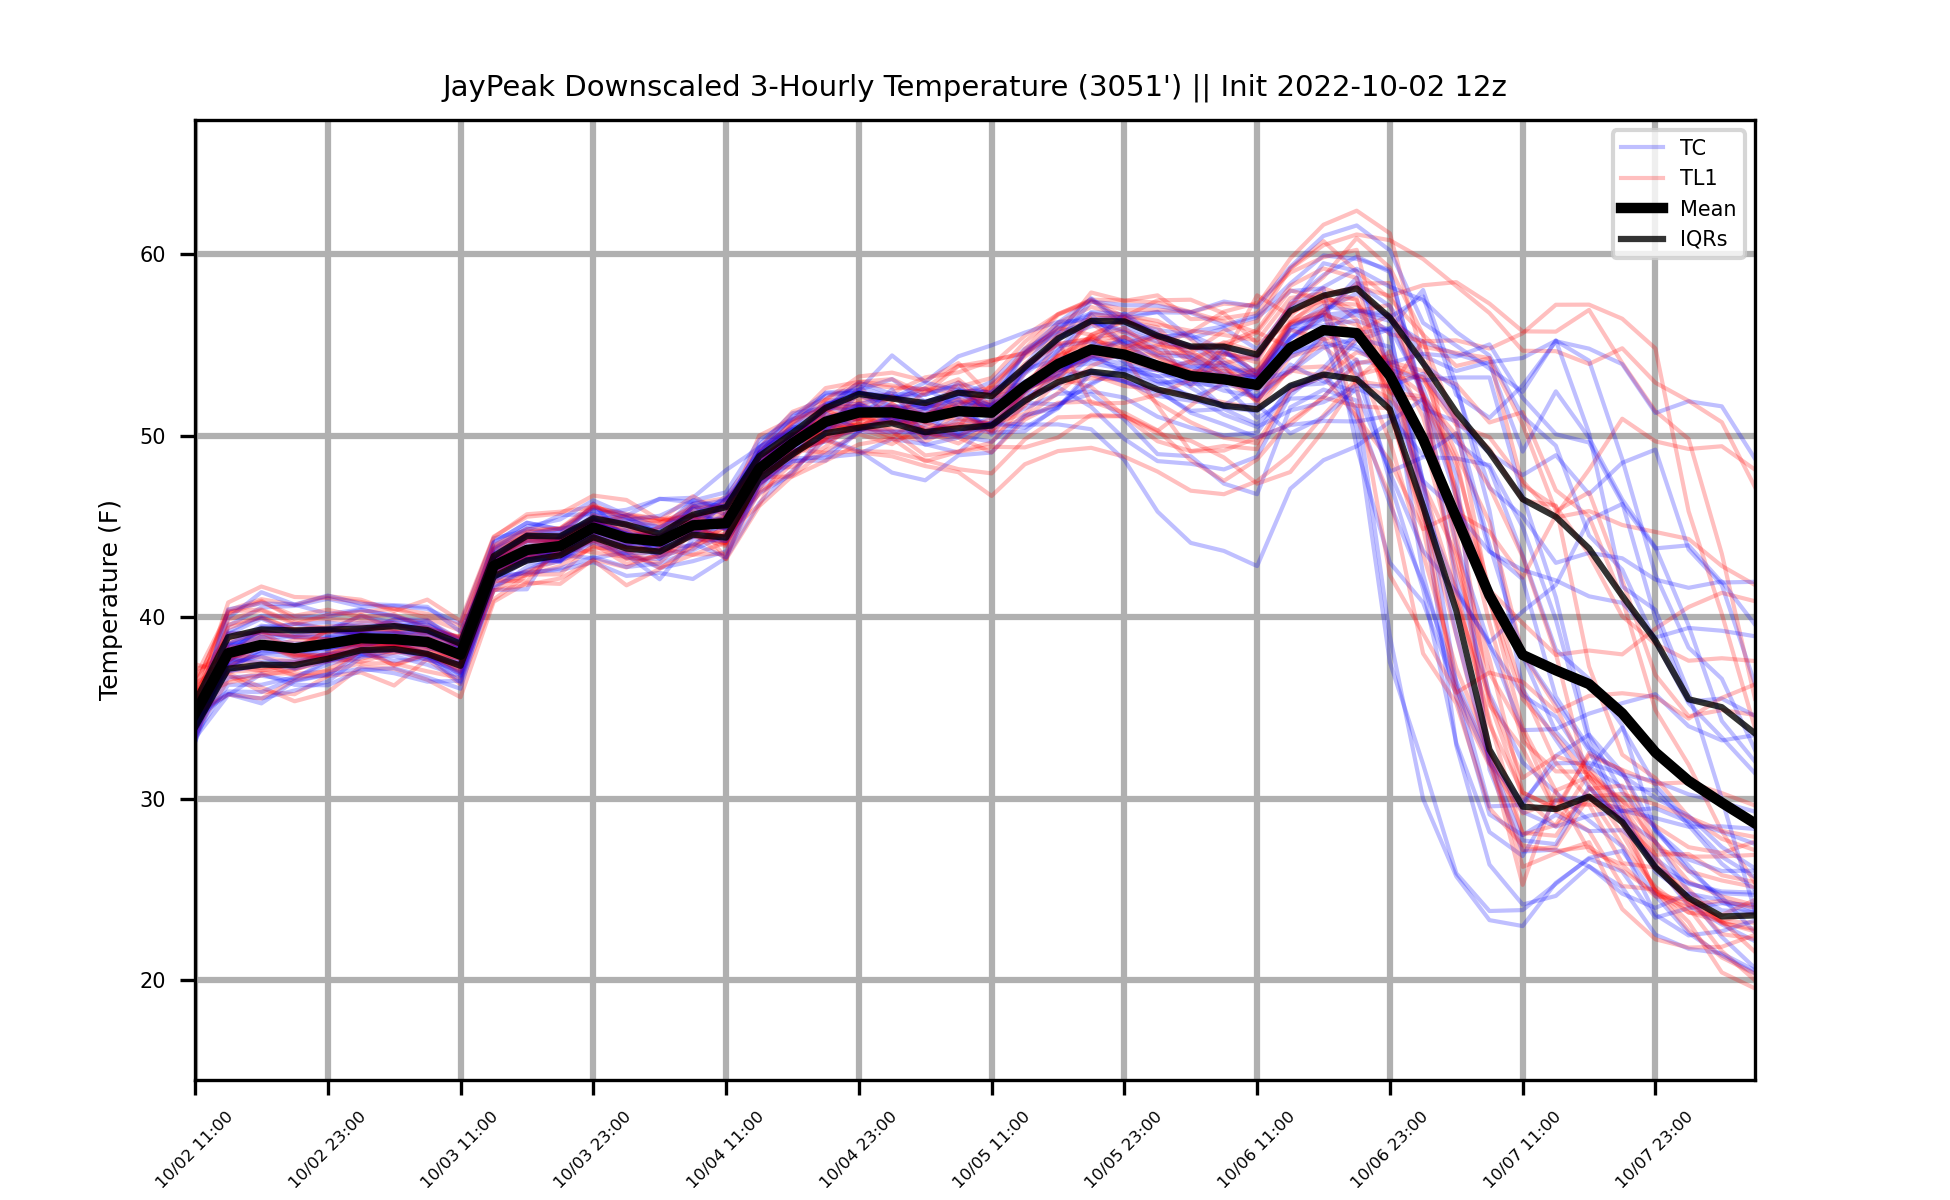 JayPeak Downscaled 3-Hourly Temperature (3051') || Init 2022-10-02 12z
TC
TL1
Mean
IQRs
Temperature (F)
60
50
40
30
20
10/02 11:00
10/02 23:00
10/03 11:00
10/03 23:00
10/04 11:00
10/04 23:00
10/05 11:00
10/05 23:00
10/06 11:00
10/06 23:00
10/07 11:00
10/07 23:00